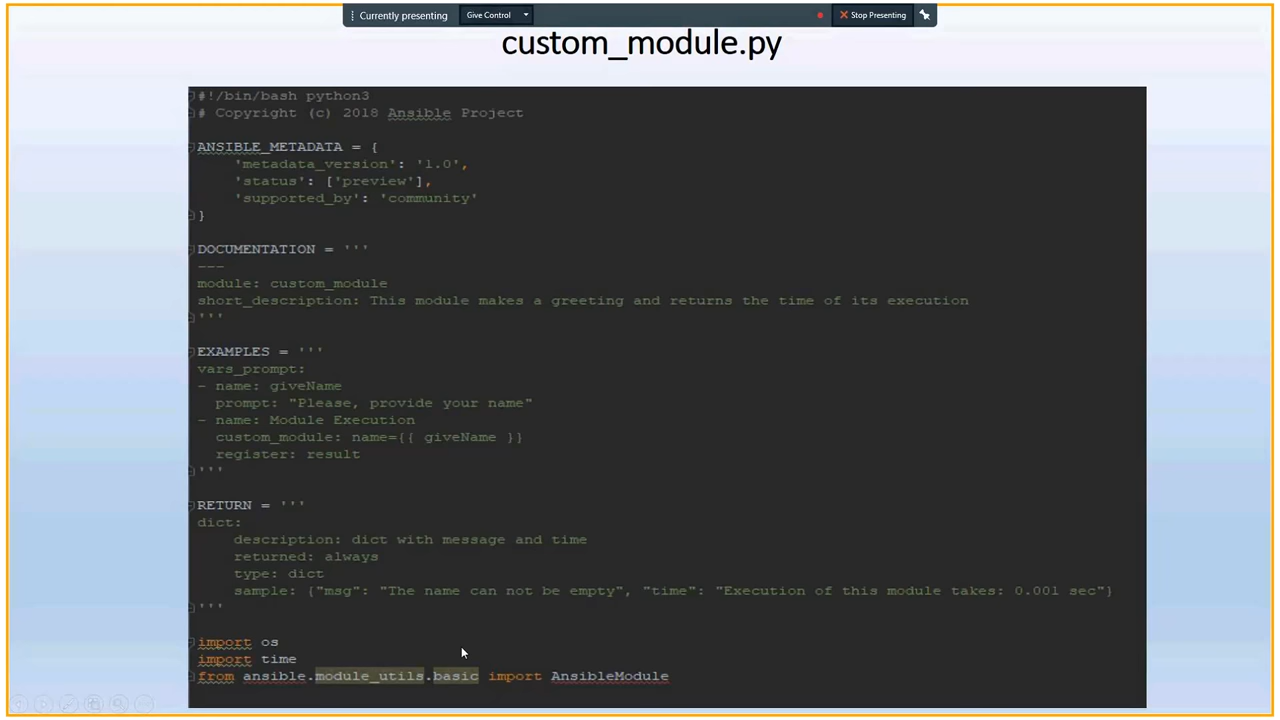 Currently presenting
Give Control
Stop Presenting
custom_module.py
#!/bin/bash python3
# Copyright (c) 2018 Ansible Project
ANSIBLE_METADATA = {
'metadata_version': '1.0',
'status': ['preview'],
'supported_by': 'community'
}
DOCUMENTATION = '''
---
module: custom_module
short_description: This module makes a greeting and returns the time of its execution
'''
EXAMPLES = '''
vars_prompt:
- name: giveName
prompt: "Please, provide your name"
- name: Module Execution
custom_module: name={{ giveName }}
register: result
'''
RETURN = '''
dict:
description: dict with message and time
returned: always
type: dict
sample: {"msg": "The name can not be empty", "time": "Execution of this module takes: 0.001 sec"}
'''
import os
import time
from ansible.module_utils.basic import AnsibleModule